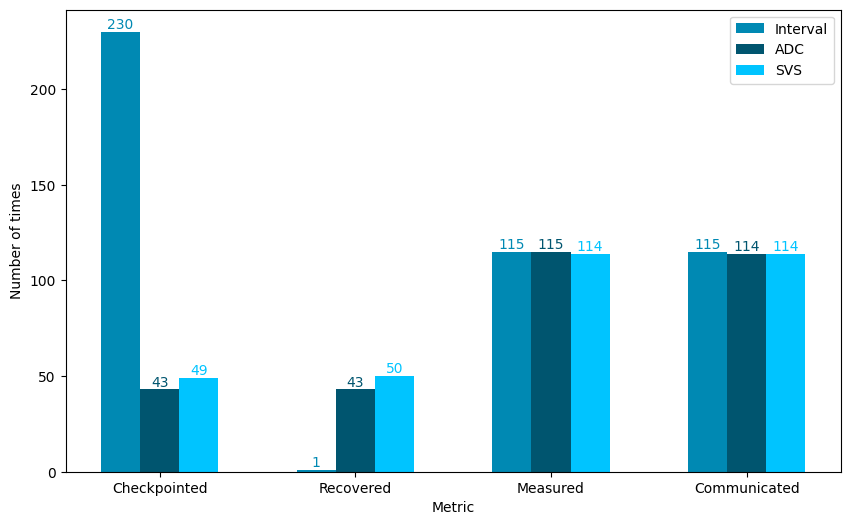 230
Interval
ADC
SVS
200
150
115 115 114
115 114 114
100
50
43 49
1 43 50
0
Checkpointed Recovered Measured Communicated
Metric
Number of times